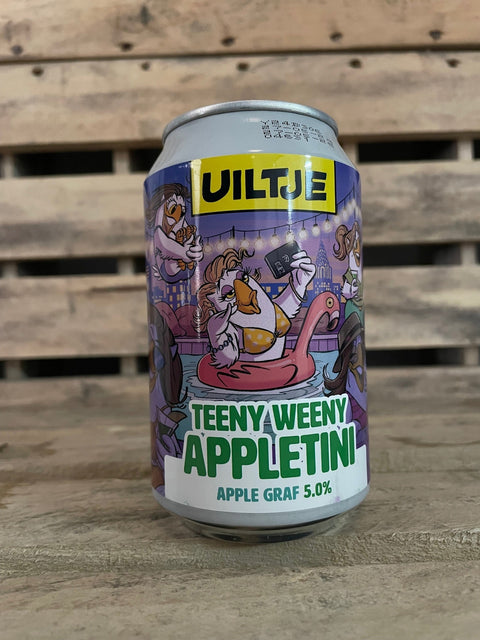 UILTJE
TEENY WEENY
APPLETINI
APPLE GRAF 5.0%